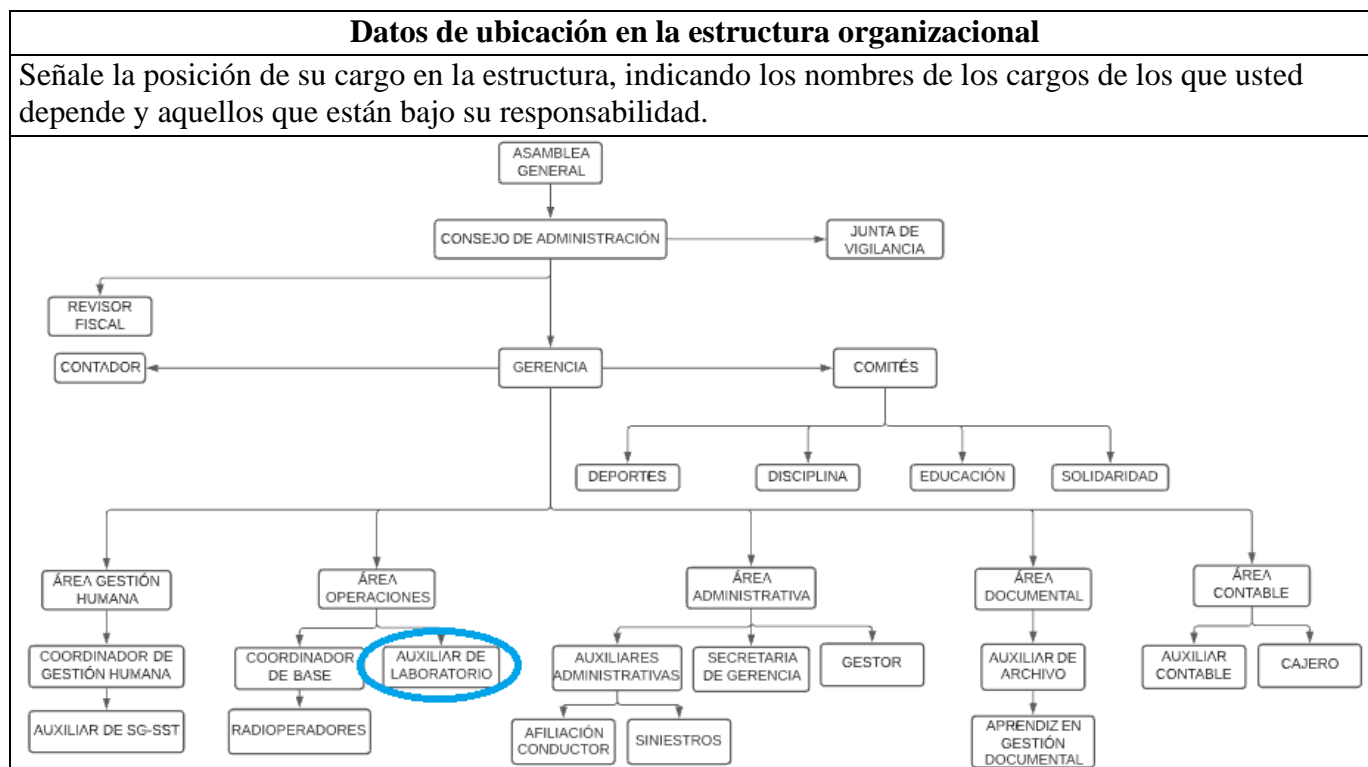 Datos de ubicación en la estructura organizacional
Señale la posición de su cargo en la estructura, indicando los nombres de los cargos de los que usted
depende y aquellos que están bajo su responsabilidad.
ASAMBLEA
GENERAL
CONSEJO DE ADMINISTRACIÓN
JUNTA DE
VIGILANCIA
REVISOR
FISCAL
CONTADOR
GERENCIA
COMITÉS
DEPORTES
DISCIPLINA
EDUCACIÓN
SOLIDARIDAD
ÁREA GESTIÓN
HUMANA
ÁREA
OPERACIONES
ÁREA
ADMINISTRATIVA
ÁREA
DOCUMENTAL
ÁREA
CONTABLE
COORDINADOR DE
GESTIÓN HUMANA
COORDINADOR
DE BASE
AUXILIAR DE
LABORATORIO
AUXILIARES
ADMINISTRATIVAS
SECRETARIA
DE GERENCIA
GESTOR
AUXILIAR DE
ARCHIVO
AUXILIAR
CONTABLE
CAJERO
AUXILIAR DE SG-SST
RADIOPERADORES
AFILIACIÓN
CONDUCTOR
SINIESTROS
APRENDIZ EN
GESTIÓN
DOCUMENTAL